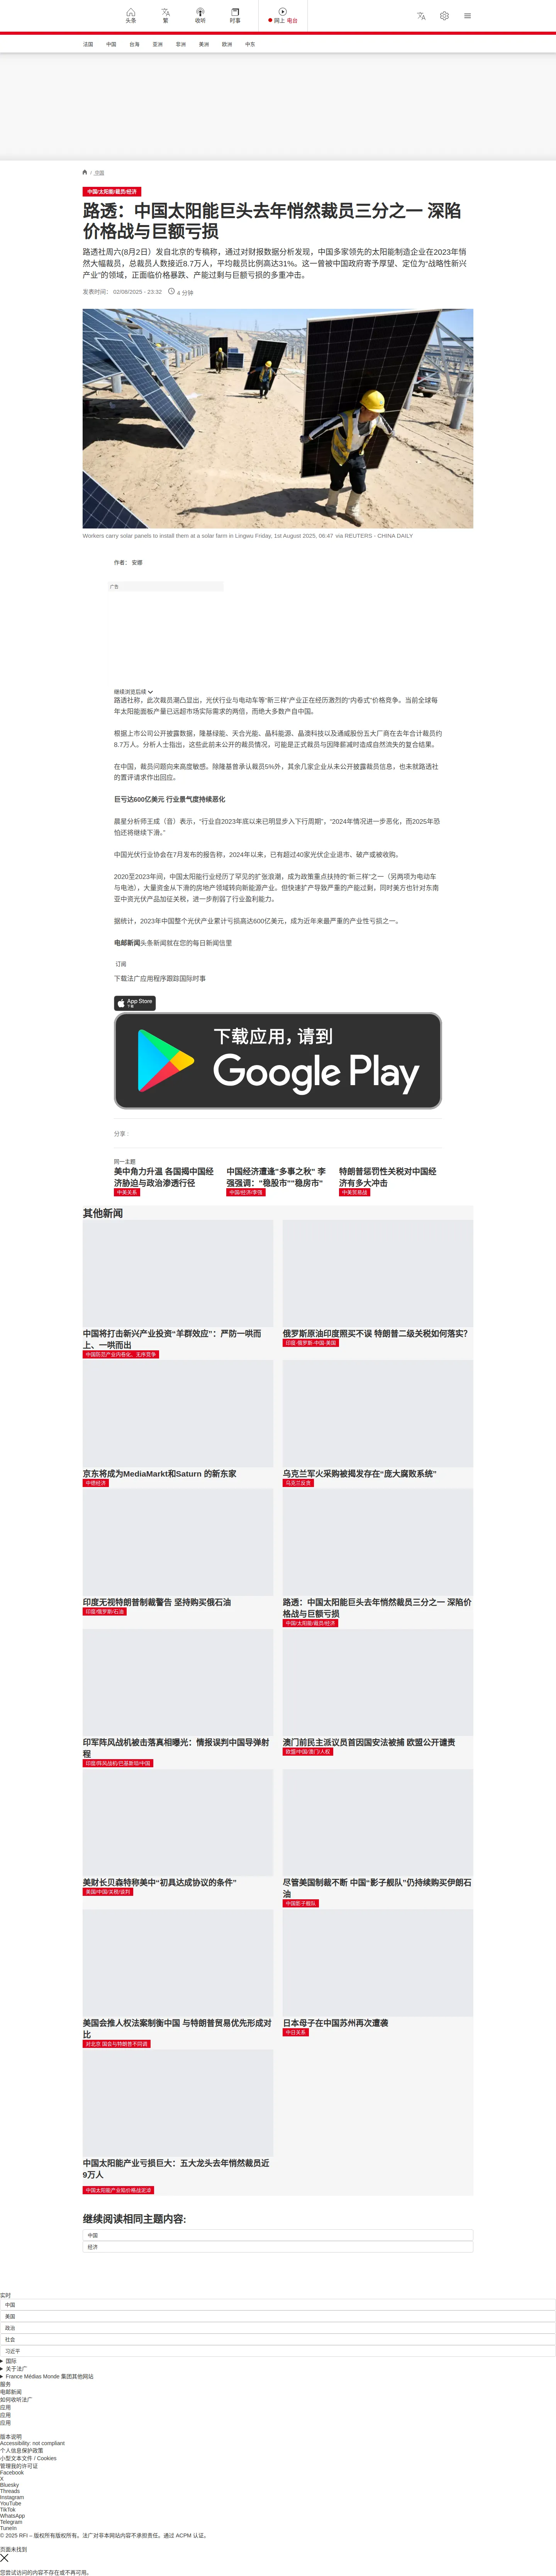 头条
繁
收听
时事
网上 电台
法国
中国
台海
亚洲
非洲
美洲
欧洲
中东
/ 中国
中国/太阳能/裁员/经济
路透：中国太阳能巨头去年悄然裁员三分之一 深陷
价格战与巨额亏损
路透社周六(8月2日）发自北京的专稿称，通过对财报数据分析发现，中国多家领先的太阳能制造企业在2023年悄
然大幅裁员，总裁员人数接近8.7万人，平均裁员比例高达31%。这一曾被中国政府寄予厚望、定位为“战略性新兴
产业”的领域，正面临价格暴跌、产能过剩与巨额亏损的多重冲击。
发表时间： 02/08/2025 - 23:32
4 分钟
Workers carry solar panels to install them at a solar farm in Lingwu Friday, 1st August 2025, 06:47 via REUTERS - CHINA DAILY
作者： 安娜
广告
继续浏览后续
路透社称，此次裁员潮凸显出，光伏行业与电动车等“新三样”产业正在经历激烈的“内卷式”价格竞争。当前全球每
年太阳能面板产量已远超市场实际需求的两倍，而绝大多数产自中国。
根据上市公司公开披露数据，隆基绿能、天合光能、晶科能源、晶澳科技以及通威股份五大厂商在去年合计裁员约
8.7万人。分析人士指出，这些此前未公开的裁员情况，可能是正式裁员与因降薪减时造成自然流失的复合结果。
在中国，裁员问题向来高度敏感。除隆基曾承认裁员5%外，其余几家企业从未公开披露裁员信息，也未就路透社
的置评请求作出回应。
巨亏达600亿美元 行业景气度持续恶化
晨星分析师王成（音）表示，“行业自2023年底以来已明显步入下行周期”，“2024年情况进一步恶化，而2025年恐
怕还将继续下滑。”
中国光伏行业协会在7月发布的报告称，2024年以来，已有超过40家光伏企业退市、破产或被收购。
2020至2023年间，中国太阳能行业经历了罕见的扩张浪潮，成为政策重点扶持的“新三样”之一（另两项为电动车
与电池），大量资金从下滑的房地产领域转向新能源产业。但快速扩产导致严重的产能过剩，同时美方也针对东南
亚中资光伏产品加征关税，进一步削弱了行业盈利能力。
据统计，2023年中国整个光伏产业累计亏损高达600亿美元，成为近年来最严重的产业性亏损之一。
电邮新闻头条新闻就在您的每日新闻信里
订阅
下载法广应用程序跟踪国际时事
App Store
下载
下载应用，请到
Google Play
分享 :
同一主题
美中角力升温 各国揭中国经
济胁迫与政治渗透行径
中美关系
中国经济遭逢"多事之秋" 李
强强调："稳股市""稳房市"
中国/经济/李强
特朗普惩罚性关税对中国经
济有多大冲击
中美贸易战
其他新闻
中国将打击新兴产业投资“羊群效应”：严防一哄而
上、一哄而出
中国防范产业内卷化、无序竞争
俄罗斯原油印度照买不误 特朗普二级关税如何落实？
印度-俄罗斯-中国-美国
京东将成为MediaMarkt和Saturn 的新东家
中德经济
乌克兰军火采购被揭发存在“庞大腐败系统”
乌克兰反贪
印度无视特朗普制裁警告 坚持购买俄石油
印度/俄罗斯/石油
路透：中国太阳能巨头去年悄然裁员三分之一 深陷价
格战与巨额亏损
中国/太阳能/裁员/经济
印军阵风战机被击落真相曝光：情报误判中国导弹射
程
印度/阵风战机/巴基斯坦/中国
澳门前民主派议员首因国安法被捕 欧盟公开谴责
欧盟/中国/澳门/人权
美财长贝森特称美中“初具达成协议的条件”
美国/中国/关税/谈判
尽管美国制裁不断 中国“影子舰队”仍持续购买伊朗石
油
中国影子舰队
美国会推人权法案制衡中国 与特朗普贸易优先形成对
比
对北京 国会与特朗普不同调
日本母子在中国苏州再次遭袭
中日关系
中国太阳能产业亏损巨大：五大龙头去年悄然裁员近
9万人
中国太阳能产业陷价格战泥淖
继续阅读相同主题内容:
中国
经济
实时
中国
美国
政治
社会
习近平
国际
关于法广
France Médias Monde 集团其他网站
服务
电邮新闻
如何收听法广
应用
应用
应用
版本说明
Accessibility: not compliant
个人信息保护政策
小型文本文件 / Cookies
管理我的许可证
Facebook
X
Bluesky
Threads
Instagram
YouTube
TikTok
WhatsApp
Telegram
TuneIn
© 2025 RFI – 版权所有版权所有。法广对非本网站内容不承担责任。通过 ACPM 认证。
页面未找到
您尝试访问的内容不存在或不再可用。